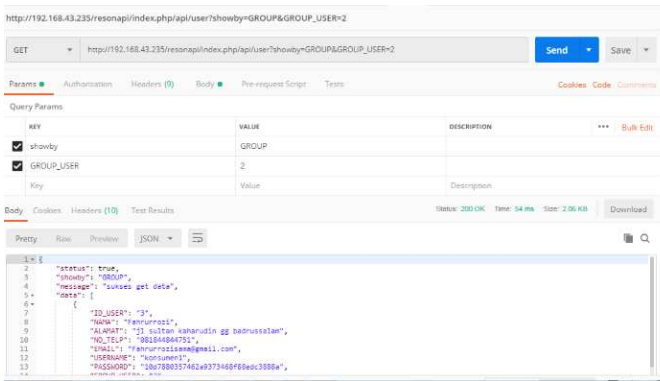 http://192.168.43.235/resonapi/index.php/api/user?showby=GROUP&GROUP_USER=2
GET http://192.168.43.235/resonapi/index.php/api/user?showby=GROUP&GROUP_USER=2 Send Save
Params Authorization Headers (9) Body Pre-request Script Tests Cookies Code Comments
Query Params
KEY VALUE DESCRIPTION ••• Bulk Edit
showby GROUP
GROUP_USER 2
Key Value Description
Body Cookies Headers (10) Test Results Status: 200 OK Time: 54 ms Size: 2.06 KB Download
Pretty Raw Preview JSON
1 {
2 "status": true,
3 "showby": "GROUP",
4 "message": "sukses get data",
5 "data": [
6 {
7 "ID_USER": "3",
8 "NAMA": "Fahrurrozi",
9 "ALAMAT": "jl sultan kaharudin gg badrussalam",
10 "NO_TELP": "081844844751",
11 "EMAIL": "Fahrurrozisama@gmail.com",
12 "USERNAME": "konsumen1",
13 "PASSWORD":